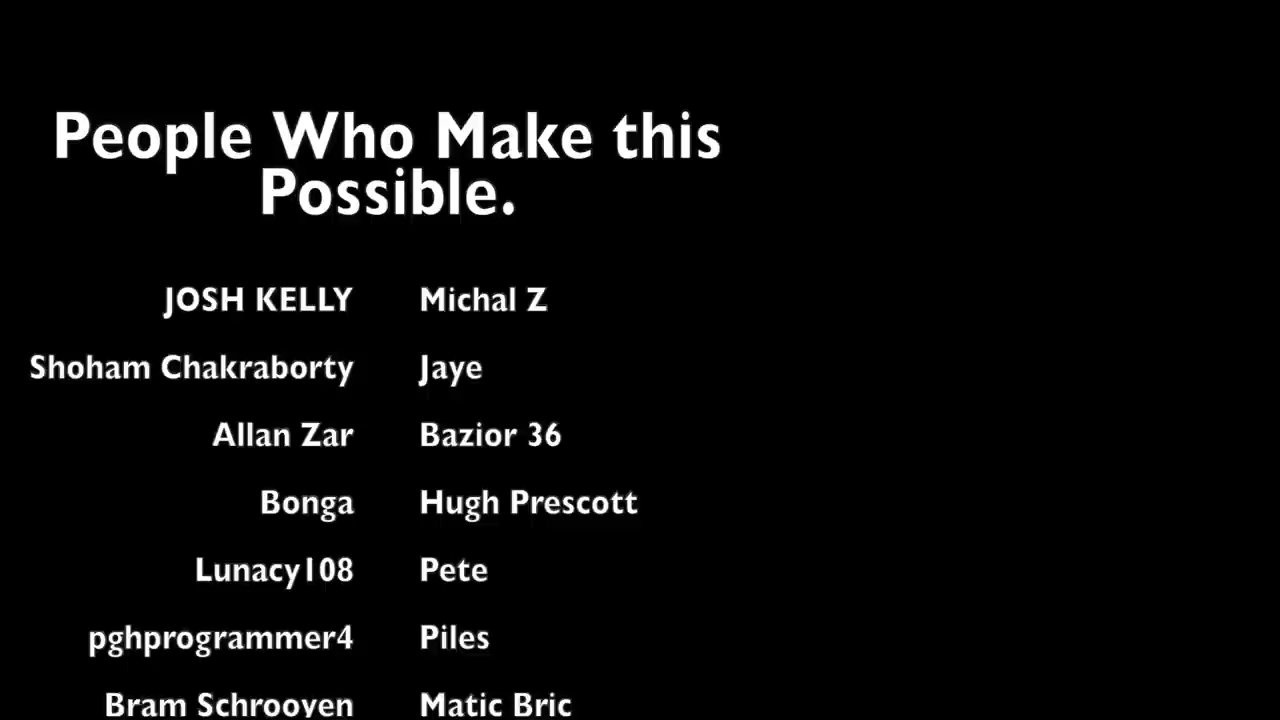 People Who Make this
Possible.
JOSH KELLY Michal Z
Shoham Chakraborty Jaye
Allan Zar Bazior 36
Bonga Hugh Prescott
Lunacy108 Pete
pghprogrammer4 Piles
Bram Schrooyen Matic Bric